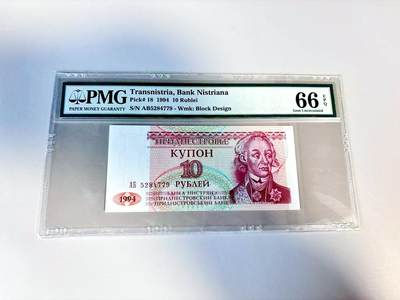 PMG
PAPER MONEY GUARANTY
Transnistria, Bank Nistriana
Pick# 18 1994 10 Rublei
S/N AB5284779 - Wmk: Block Design
66 EPQ
Gem Uncirculated
КУПОН
10
АБ 5284779
РУБЛЕЙ
1994